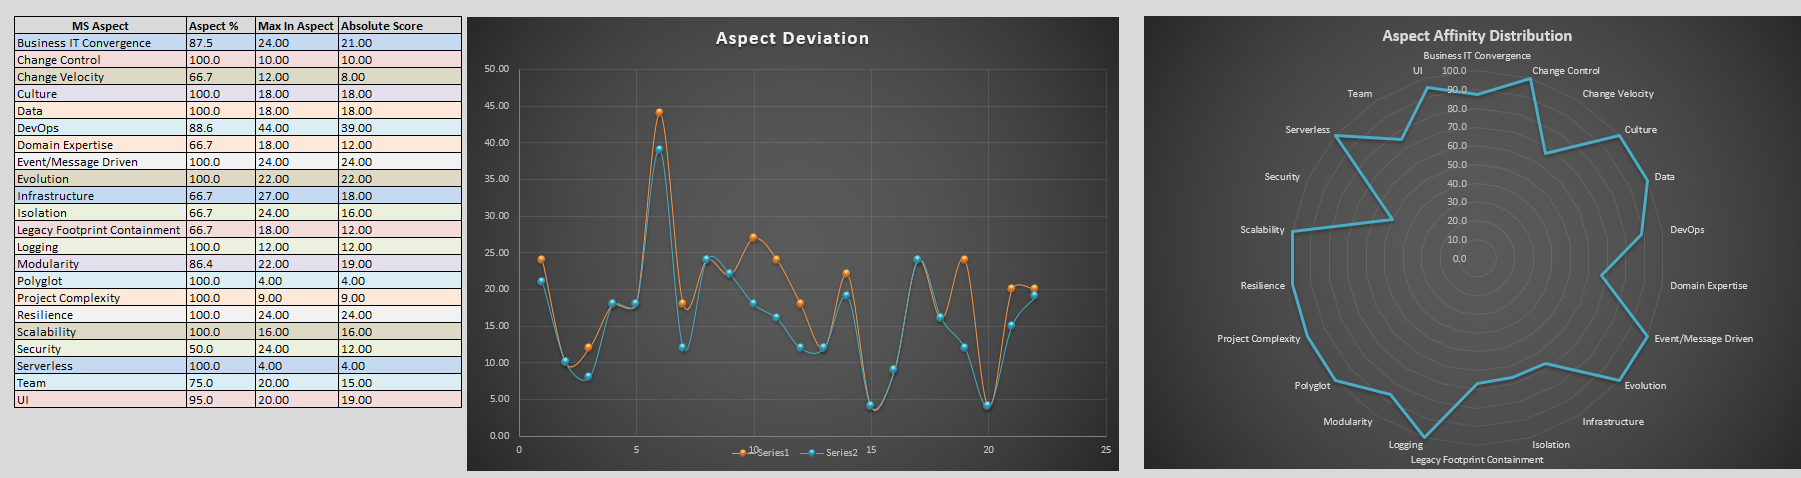 MS Aspect Aspect % Max In Aspect Absolute Score
Business IT Convergence 87.5 24.00 21.00
Change Control 100.0 10.00 10.00
Change Velocity 66.7 12.00 8.00
Culture 100.0 18.00 18.00
Data 100.0 18.00 18.00
DevOps 88.6 44.00 39.00
Domain Expertise 66.7 18.00 12.00
Event/Message Driven 100.0 24.00 24.00
Evolution 100.0 22.00 22.00
Infrastructure 66.7 27.00 18.00
Isolation 66.7 24.00 16.00
Legacy Footprint Containment 66.7 18.00 12.00
Logging 100.0 12.00 12.00
Modularity 86.4 22.00 19.00
Polyglot 100.0 4.00 4.00
Project Complexity 100.0 9.00 9.00
Resilience 100.0 24.00 24.00
Scalability 100.0 16.00 16.00
Security 50.0 24.00 12.00
Serverless 100.0 4.00 4.00
Team 75.0 20.00 15.00
UI 95.0 20.00 19.00
Aspect Deviation
50.00
45.00
40.00
35.00
30.00
25.00
20.00
15.00
10.00
5.00
0.00
0 5 10 15 20 25
Series1 Series2
Aspect Affinity Distribution
Business IT Convergence
Change Control
Change Velocity
Culture
Data
DevOps
Domain Expertise
Event/Message Driven
Evolution
Infrastructure
Isolation
Legacy Footprint Containment
Logging
Modularity
Polyglot
Project Complexity
Resilience
Scalability
Security
Serverless
Team
UI
100.0
90.0
80.0
70.0
60.0
50.0
40.0
30.0
20.0
10.0
0.0